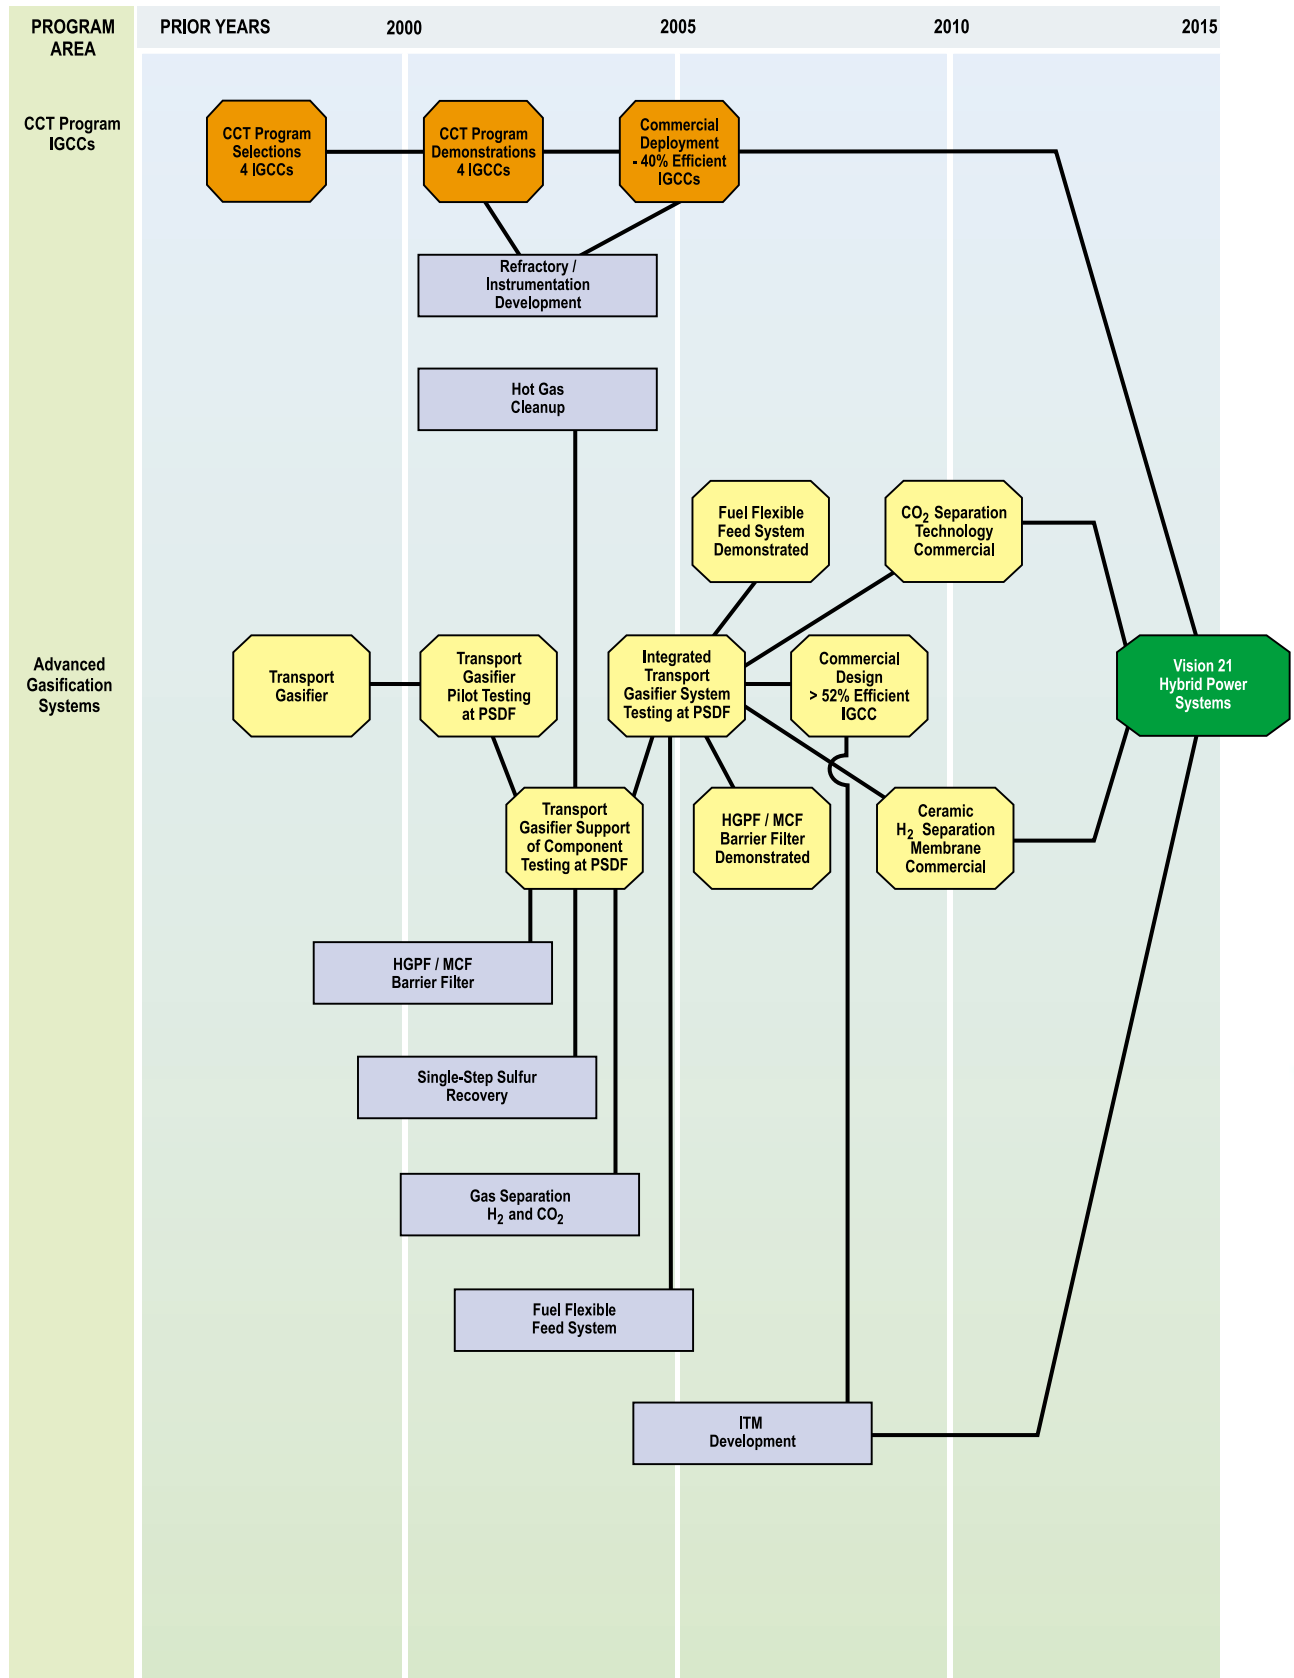 PROGRAM
AREA
PRIOR YEARS
2000
2005
2010
2015
CCT Program
IGCCs
CCT Program
Selections
4 IGCCs
CCT Program
Demonstrations
4 IGCCs
Commercial
Deployment
- 40% Efficient
IGCCs
Refractory /
Instrumentation
Development
Hot Gas
Cleanup
Fuel Flexible
Feed System
Demonstrated
CO₂ Separation
Technology
Commercial
Advanced
Gasification
Systems
Transport
Gasifier
Transport
Gasifier
Pilot Testing
at PSDF
Integrated
Transport
Gasifier System
Testing at PSDF
Commercial
Design
> 52% Efficient
IGCC
Vision 21
Hybrid Power
Systems
Transport
Gasifier Support
of Component
Testing at PSDF
HGPF / MCF
Barrier Filter
Demonstrated
Ceramic
H₂ Separation
Membrane
Commercial
HGPF / MCF
Barrier Filter
Single-Step Sulfur
Recovery
Gas Separation
H₂ and CO₂
Fuel Flexible
Feed System
ITM
Development